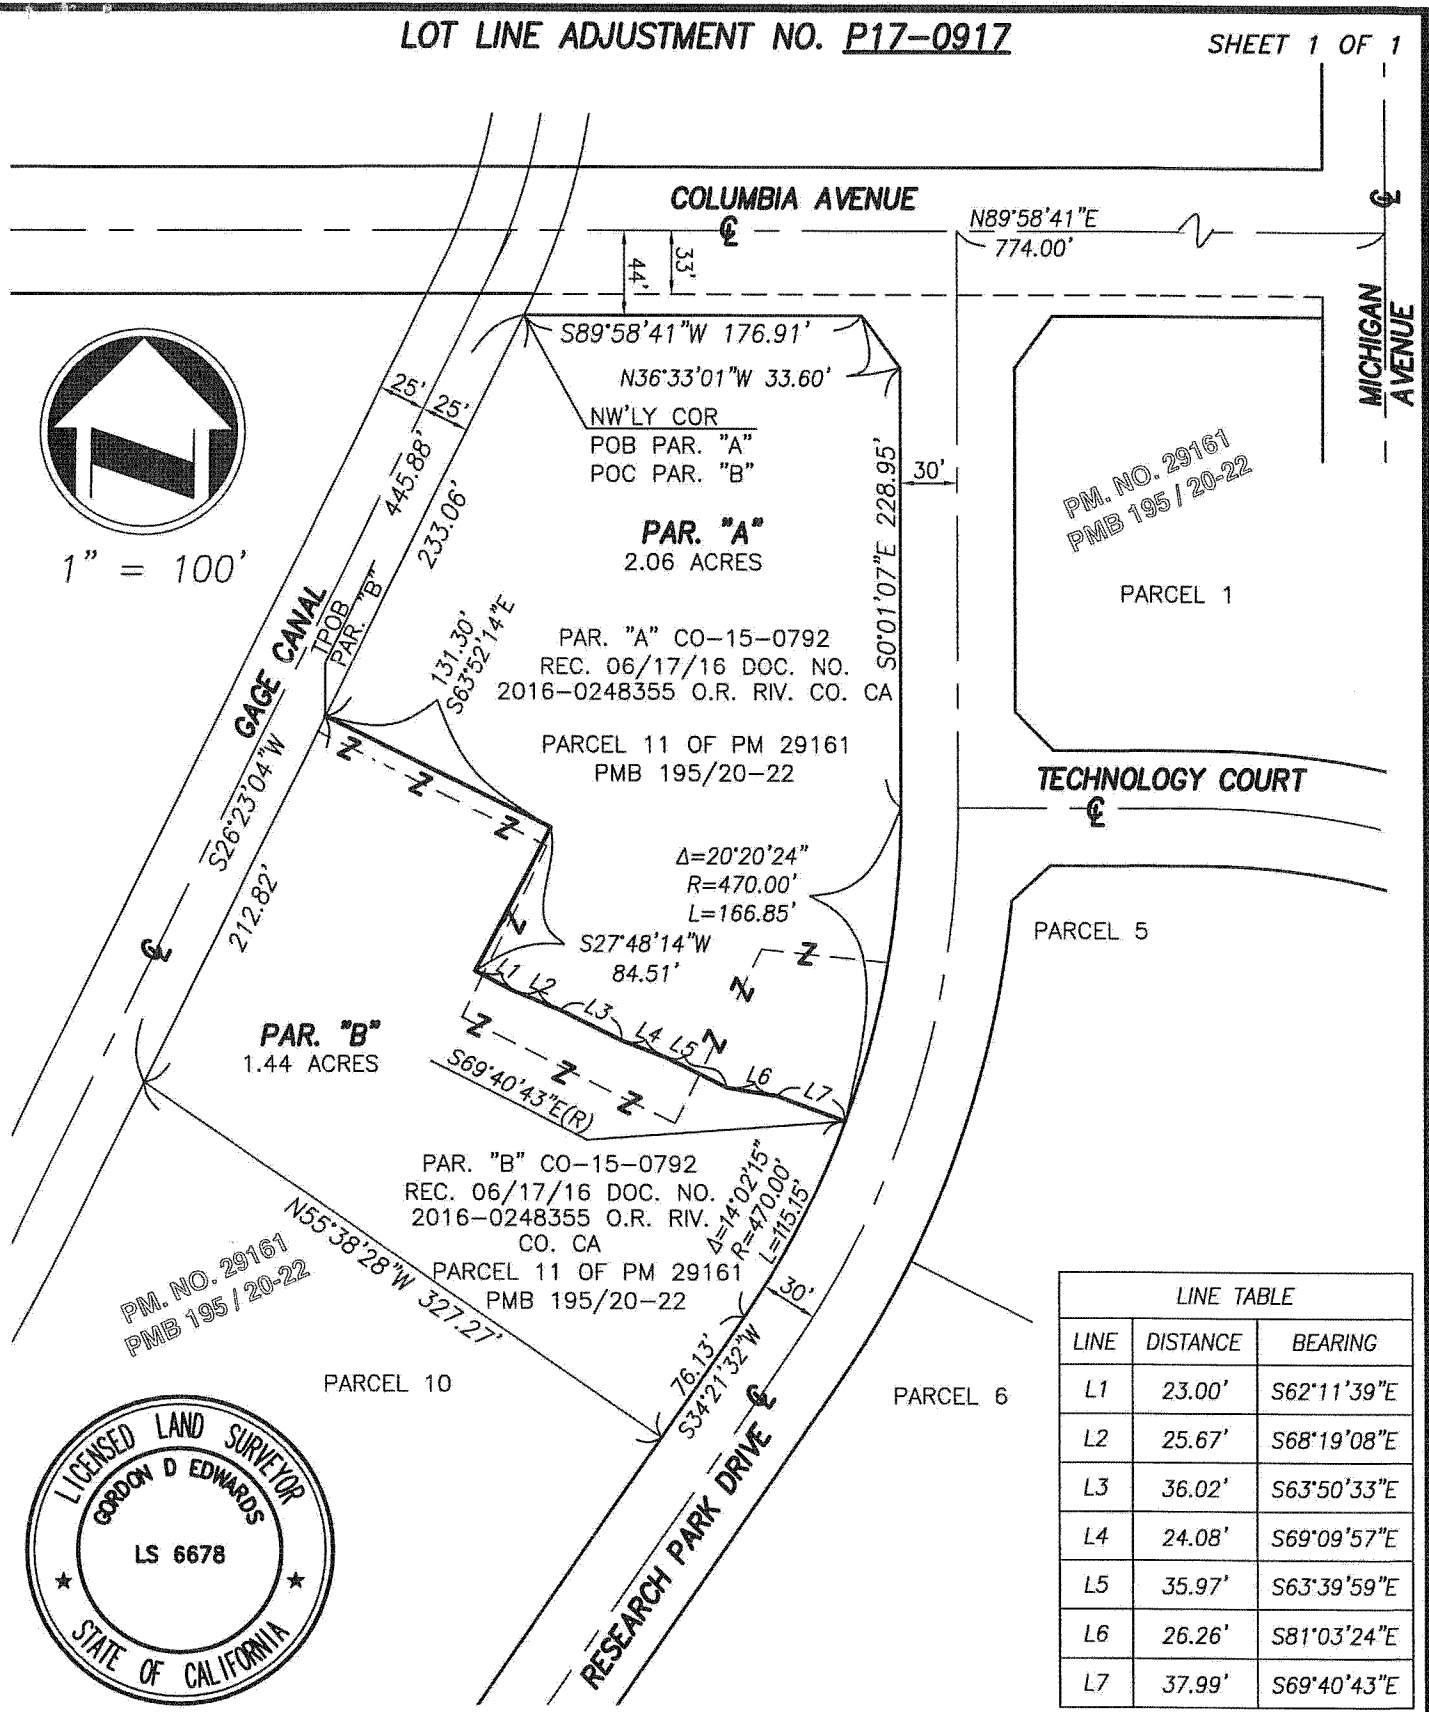 LOT LINE ADJUSTMENT NO. P17-0917
SHEET 1 OF 1
COLUMBIA AVENUE
N89°58'41"E
774.00'
44'
33'
MICHIGAN
AVENUE
S89°58'41"W 176.91'
N36°33'01"W 33.60'
NW'LY COR
POB PAR. "A"
POC PAR. "B"
25'
25'
445.88'
233.06'
1" = 100'
PAR. "A"
2.06 ACRES
S0°01'07"E 228.95'
30'
PM. NO. 29161
PMB 195 / 20-22
PARCEL 1
GAGE CANAL
TPOB
PAR. "B"
131.30'
S63°52'14"E
PAR. "A" CO-15-0792
REC. 06/17/16 DOC. NO.
2016-0248355 O.R. RIV. CO. CA
PARCEL 11 OF PM 29161
PMB 195/20-22
TECHNOLOGY COURT
S26°23'04"W
212.82'
Z
Z
Z
Z
Δ=20°20'24"
R=470.00'
L=166.85'
S27°48'14"W
84.51'
PARCEL 5
Z
Z
Z
L1
L2
L3
L4
L5
L6
L7
PAR. "B"
1.44 ACRES
Z
Z
Z
S69°40'43"E(R)
PAR. "B" CO-15-0792
REC. 06/17/16 DOC. NO.
2016-0248355 O.R. RIV.
CO. CA
PARCEL 11 OF PM 29161
PMB 195/20-22
Δ=14°02'15"
R=470.00'
L=115.15'
30'
N55°38'28"W 327.27'
PM. NO. 29161
PMB 195 / 20-22
76.13'
S34°21'32"W
PARCEL 10
PARCEL 6
RESEARCH PARK DRIVE
LICENSED LAND SURVEYOR
GORDON D EDWARDS
LS 6678
STATE OF CALIFORNIA
LINE TABLE
LINE DISTANCE BEARING
L1 23.00' S62°11'39"E
L2 25.67' S68°19'08"E
L3 36.02' S63°50'33"E
L4 24.08' S69°09'57"E
L5 35.97' S63°39'59"E
L6 26.26' S81°03'24"E
L7 37.99' S69°40'43"E